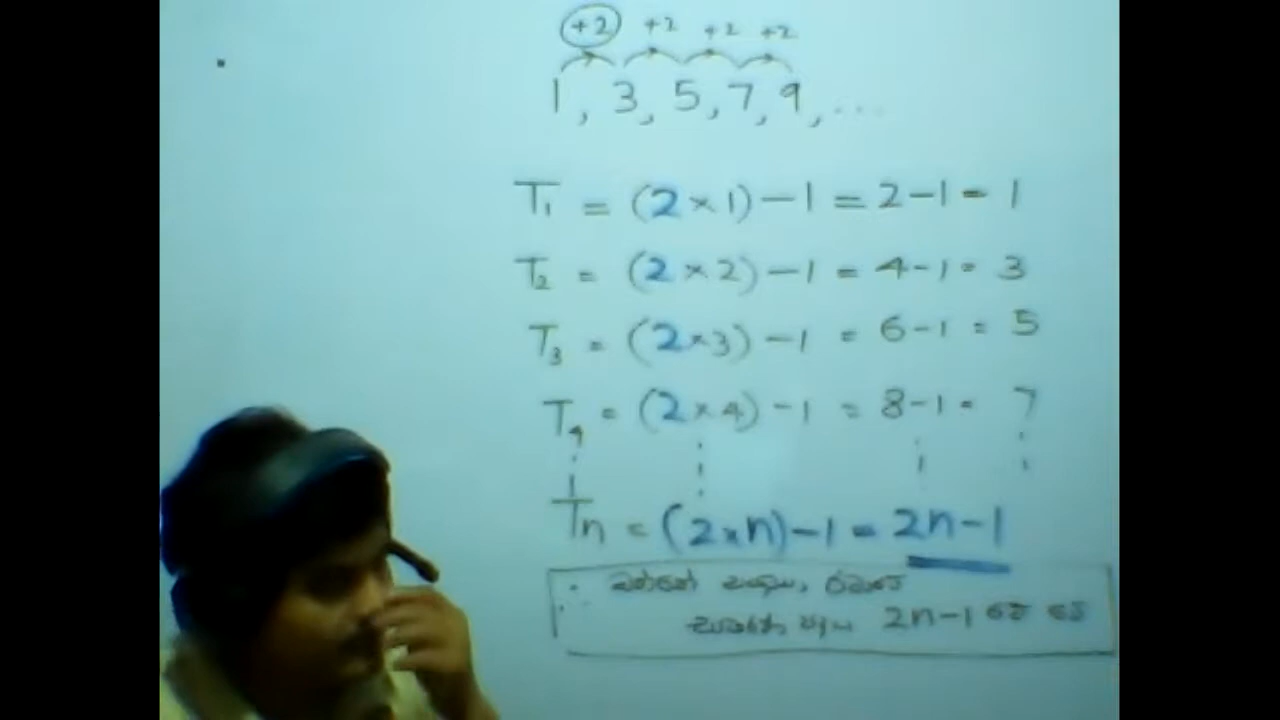 +2 +2 +2 +2
1, 3, 5, 7, 9, ...
T₁ = (2 × 1) − 1 = 2 − 1 = 1
T₂ = (2 × 2) − 1 = 4 − 1 = 3
T₃ = (2 × 3) − 1 = 6 − 1 = 5
T₄ = (2 × 4) − 1 = 8 − 1 = 7
Tn = (2 × n) − 1 = 2n − 1
∴
2n − 1